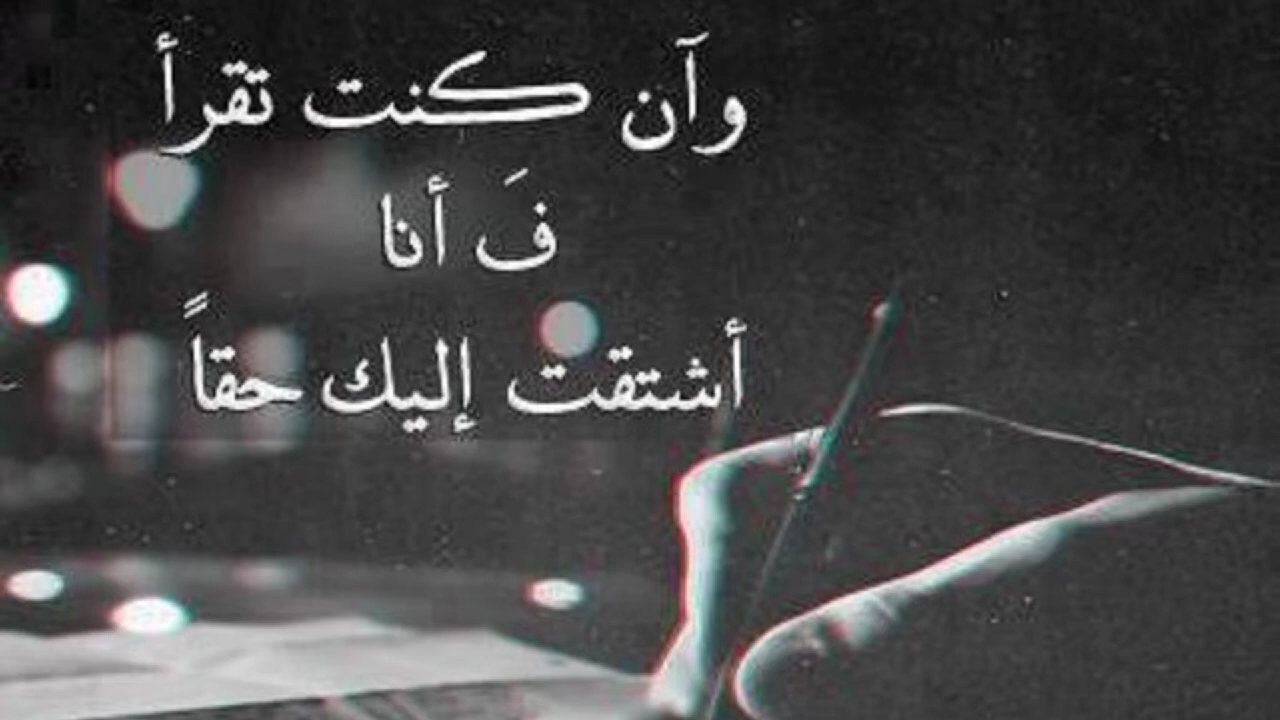 وآن كنت تقرأ
فَ أنا
أشتقت إليك حقاً